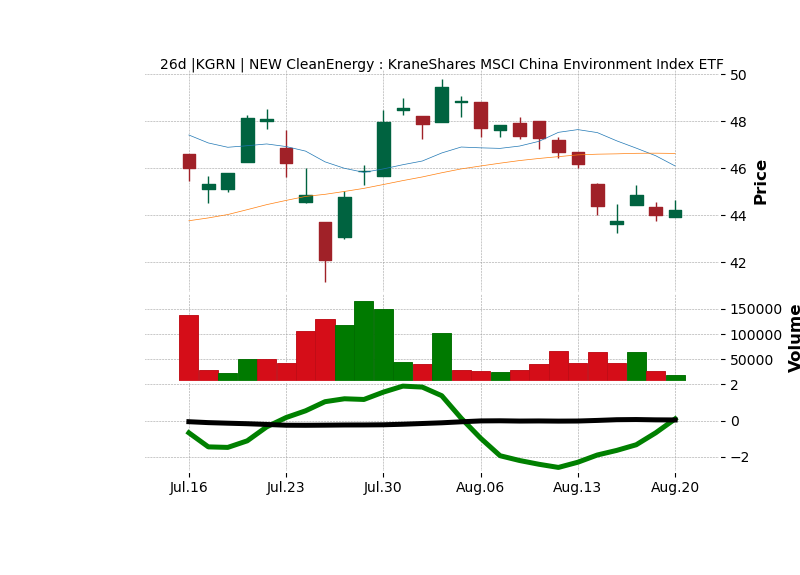 26d |KGRN | NEW CleanEnergy : KraneShares MSCI China Environment Index ETF
50
48
46
44
42
Price
150000
100000
50000
Volume
2
0
−2
Jul.16 Jul.23 Jul.30 Aug.06 Aug.13 Aug.20